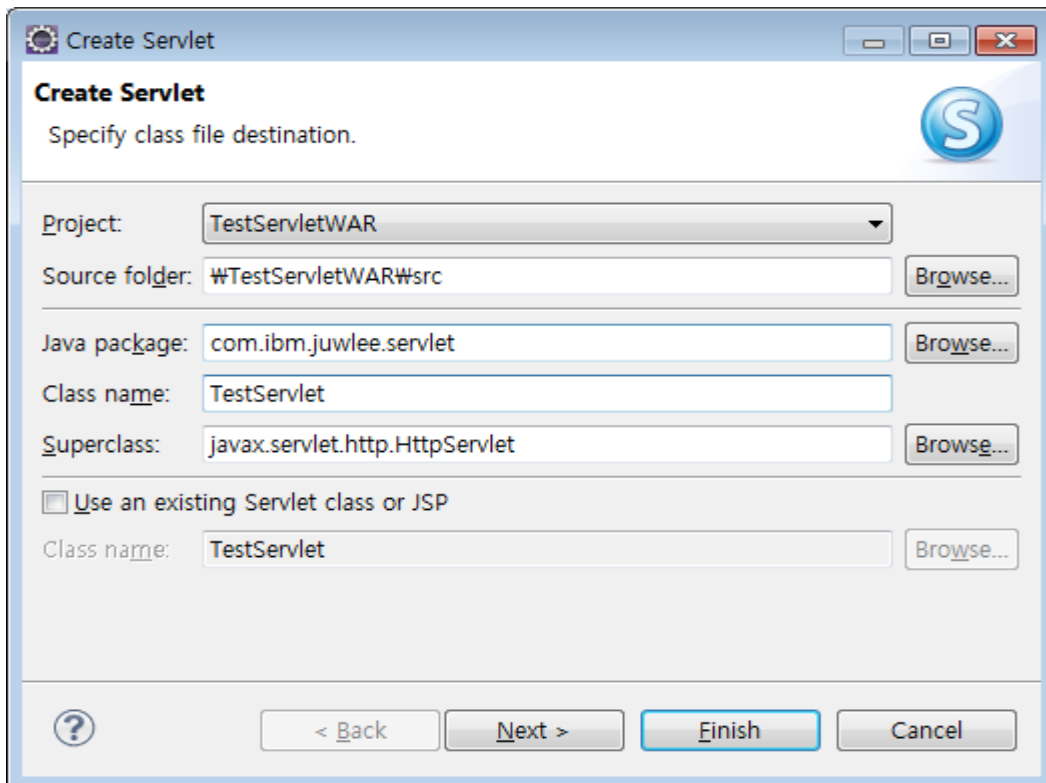 Create Servlet
Create Servlet
Specify class file destination.
S
Project: TestServletWAR
Source folder: ₩TestServletWAR₩src Browse...
Java package: com.ibm.juwlee.servlet Browse...
Class name: TestServlet
Superclass: javax.servlet.http.HttpServlet Browse...
Use an existing Servlet class or JSP
Class name: TestServlet Browse...
? < Back Next > Finish Cancel